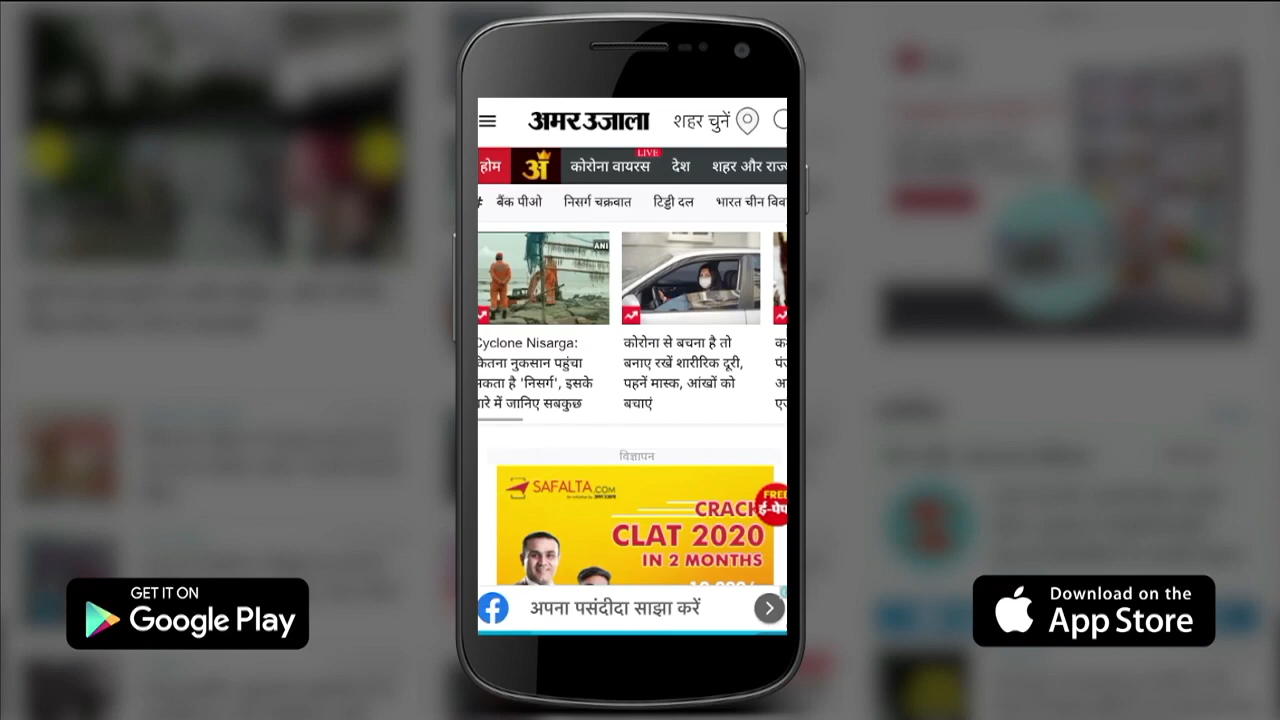 अमर उजाला
शहर चुनें
LIVE
होम
अं
कोरोना वायरस
देश
शहर और राज्
#
बैंक पीओ
निसर्ग चक्रवात
टिड्डी दल
भारत चीन विवा
ANI
Cyclone Nisarga:
कितना नुकसान पहुंचा
सकता है 'निसर्ग', इसके
बारे में जानिए सबकुछ
कोरोना से बचना है तो
बनाए रखें शारीरिक दूरी,
पहनें मास्क, आंखों को
बचाएं
विज्ञापन
SAFALTA.COM
FREE
ई-पेप
CRACK
CLAT 2020
IN 2 MONTHS
अपना पसंदीदा साझा करें
GET IT ON
Google Play
Download on the
App Store